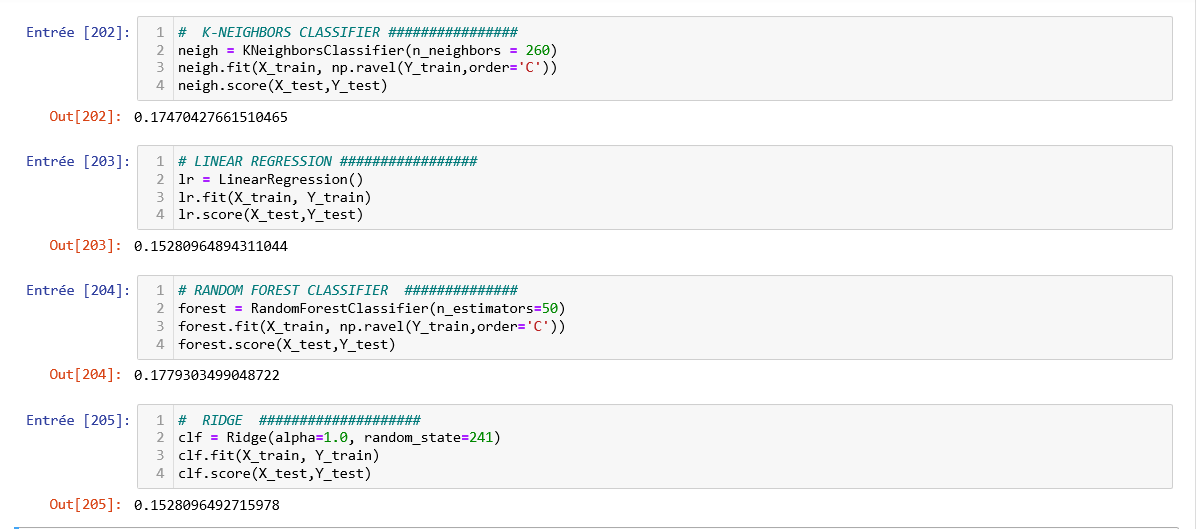 Entrée [202]: 1 #  K-NEIGHBORS CLASSIFIER ################
2 neigh = KNeighborsClassifier(n_neighbors = 260)
3 neigh.fit(X_train, np.ravel(Y_train,order='C'))
4 neigh.score(X_test,Y_test)
Out[202]: 0.17470427661510465
Entrée [203]: 1 # LINEAR REGRESSION #################
2 lr = LinearRegression()
3 lr.fit(X_train, Y_train)
4 lr.score(X_test,Y_test)
Out[203]: 0.15280964894311044
Entrée [204]: 1 # RANDOM FOREST CLASSIFIER  ##############
2 forest = RandomForestClassifier(n_estimators=50)
3 forest.fit(X_train, np.ravel(Y_train,order='C'))
4 forest.score(X_test,Y_test)
Out[204]: 0.1779303499048722
Entrée [205]: 1 #  RIDGE  ####################
2 clf = Ridge(alpha=1.0, random_state=241)
3 clf.fit(X_train, Y_train)
4 clf.score(X_test,Y_test)
Out[205]: 0.1528096492715978